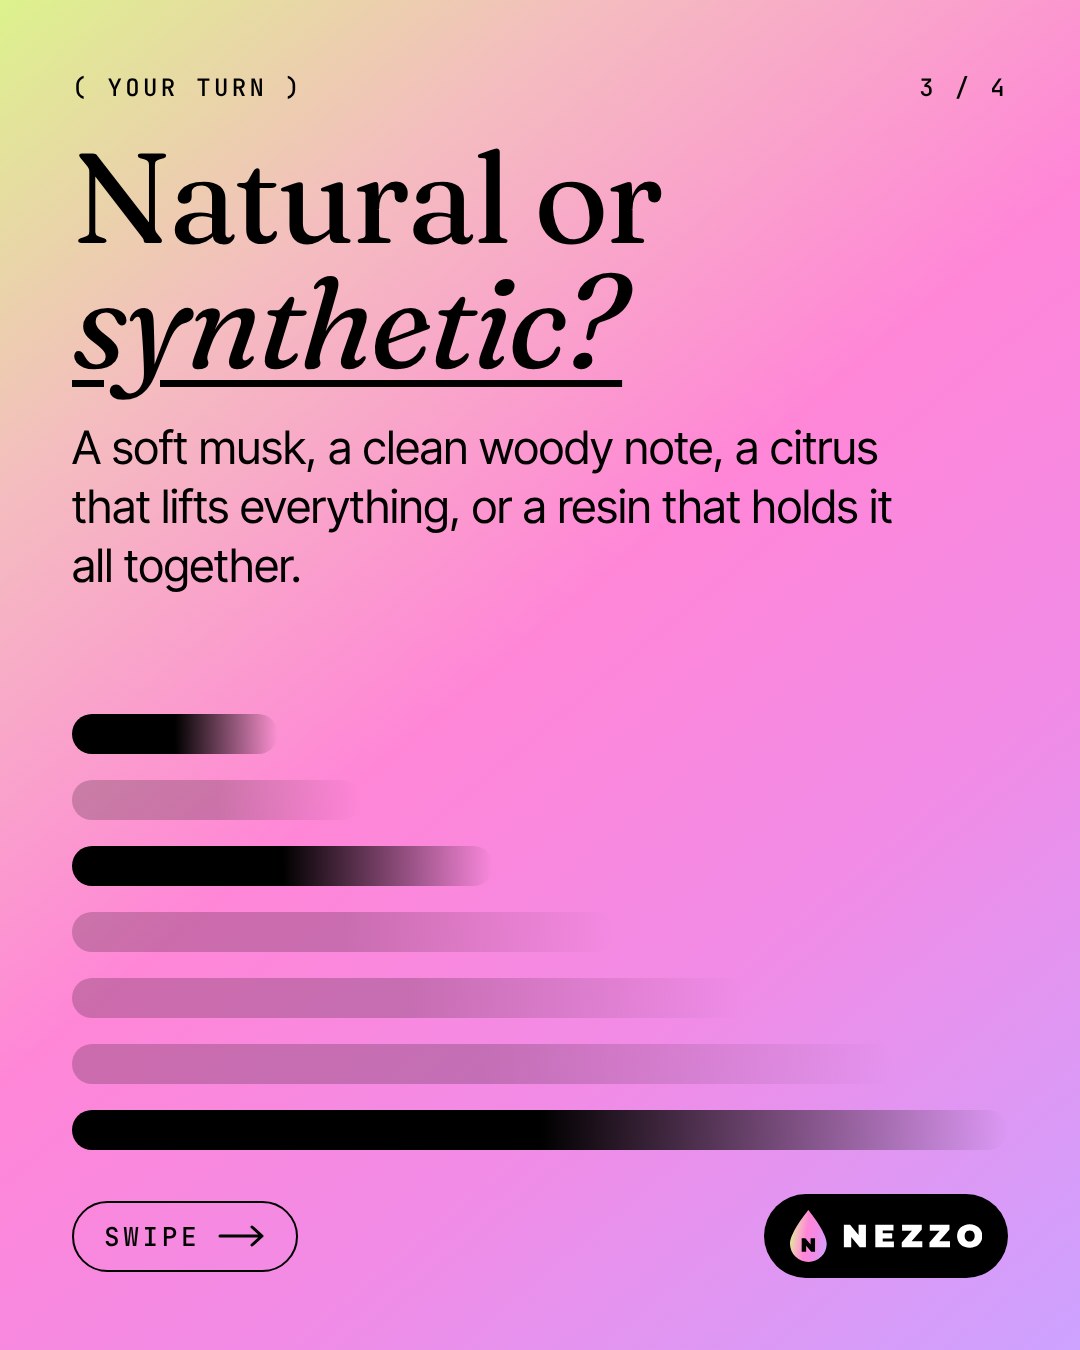 ( YOUR TURN )
3 / 4
Natural or
synthetic?
A soft musk, a clean woody note, a citrus
that lifts everything, or a resin that holds it
all together.
SWIPE →
N NEZZO